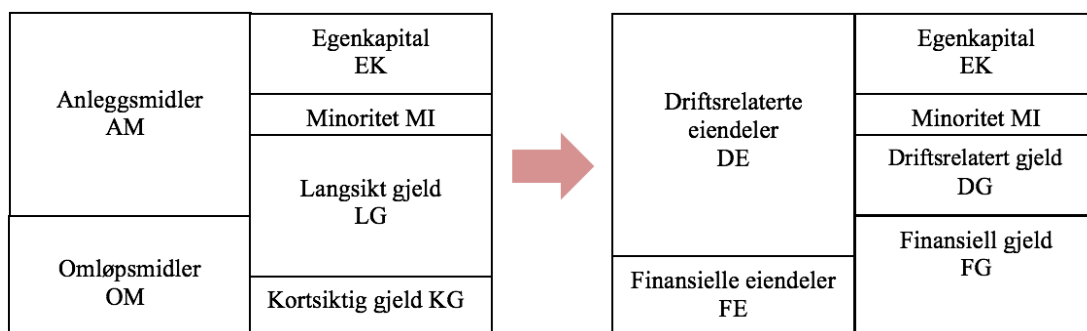 Anleggsmidler
AM
Omløpsmidler
OM
Egenkapital
EK
Minoritet MI
Langsikt gjeld
LG
Kortsiktig gjeld KG
Driftsrelaterte
eiendeler
DE
Finansielle eiendeler
FE
Egenkapital
EK
Minoritet MI
Driftsrelatert gjeld
DG
Finansiell gjeld
FG